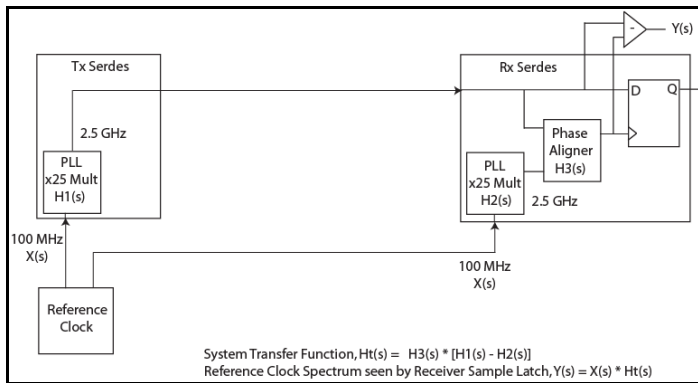 Tx Serdes
2.5 GHz
PLL
x25 Mult
H1(s)
100 MHz
X(s)
Reference
Clock
Rx Serdes
-
Y(s)
D
Q
Phase
Aligner
H3(s)
PLL
x25 Mult
H2(s)
2.5 GHz
100 MHz
X(s)
System Transfer Function, Ht(s) = H3(s) * [H1(s) - H2(s)]
Reference Clock Spectrum seen by Receiver Sample Latch, Y(s) = X(s) * Ht(s)